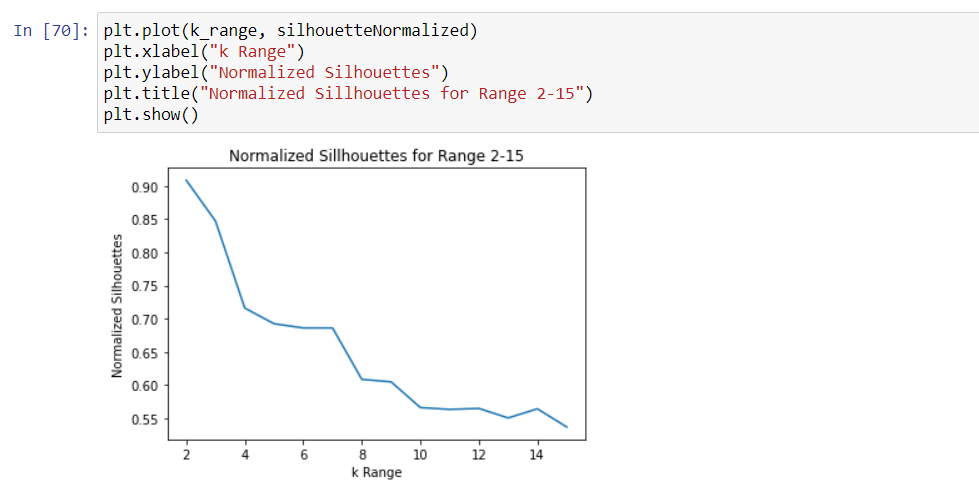 In [70]: plt.plot(k_range, silhouetteNormalized)
plt.xlabel("k Range")
plt.ylabel("Normalized Silhouettes")
plt.title("Normalized Sillhouettes for Range 2-15")
plt.show()
Normalized Sillhouettes for Range 2-15
Normalized Silhouettes
0.90
0.85
0.80
0.75
0.70
0.65
0.60
0.55
2 4 6 8 10 12 14
k Range